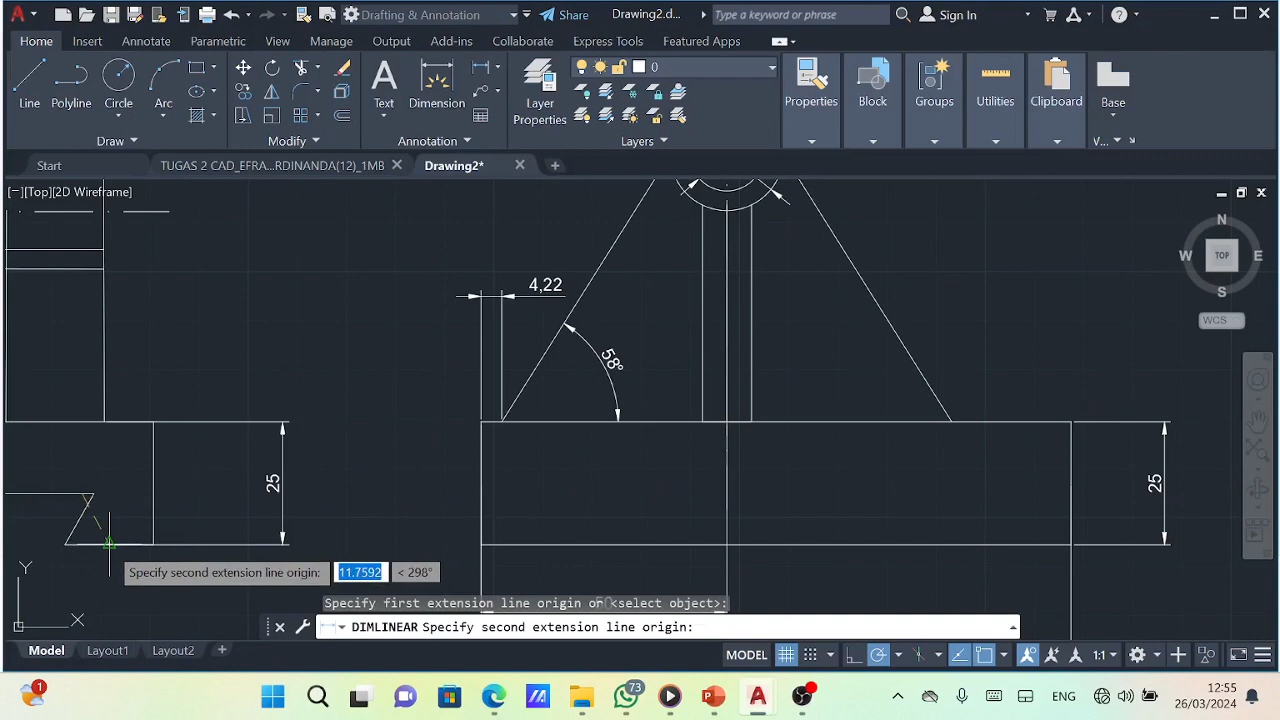 Drafting & Annotation
Share
Drawing2.d...
Type a keyword or phrase
Sign In
Home Insert Annotate Parametric View Manage Output Add-ins Collaborate Express Tools Featured Apps
0
Line Polyline Circle Arc
Text Dimension
Layer Properties
Properties Block Groups Utilities Clipboard Base
Draw Modify Annotation Layers V...
Start TUGAS 2 CAD_EFRA...RDINANDA(12)_1MB Drawing2*
[−][Top][2D Wireframe]
N
W TOP E
S
WCS
4,22
58°
25
25
Y
X
Specify second extension line origin: 11.7592 < 298°
Specify first extension line origin or <select object>:
DIMLINEAR Specify second extension line origin:
Model Layout1 Layout2
MODEL 1:1
1
73
ENG
12:55
26/03/2024